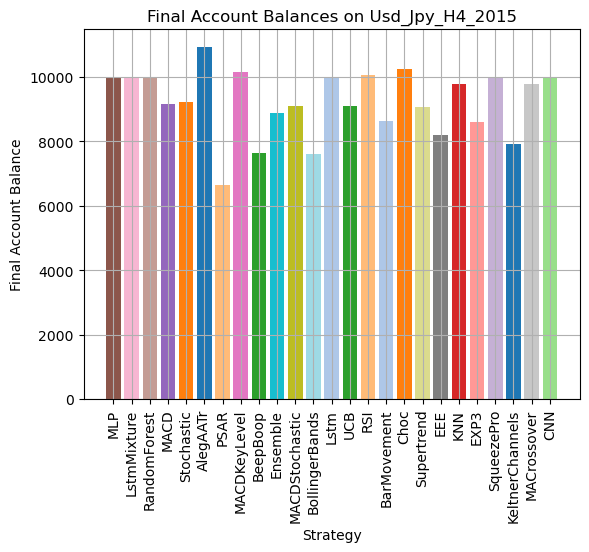 Final Account Balances on Usd_Jpy_H4_2015
Final Account Balance
10000
8000
6000
4000
2000
0
MLP
LstmMixture
RandomForest
MACD
Stochastic
AlegAATr
PSAR
MACDKeyLevel
BeepBoop
Ensemble
MACDStochastic
BollingerBands
Lstm
UCB
RSI
BarMovement
Choc
Supertrend
EEE
KNN
EXP3
SqueezePro
KeltnerChannels
MACrossover
CNN
Strategy